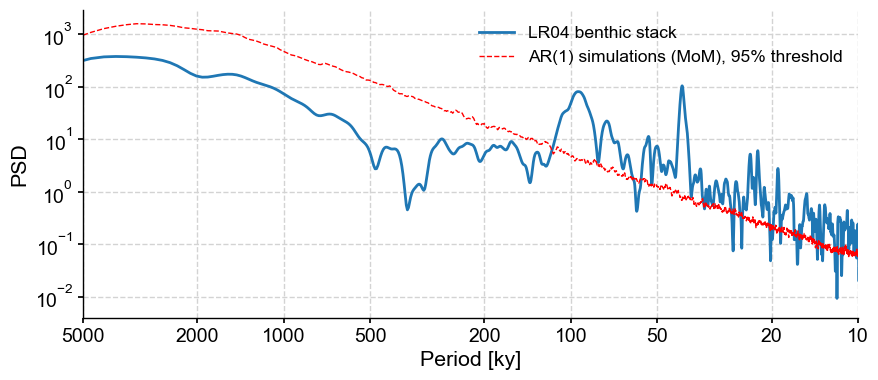 LR04 benthic stack
AR(1) simulations (MoM), 95% threshold
PSD
10³
10²
10¹
10⁰
10⁻¹
10⁻²
5000 2000 1000 500 200 100 50 20 10
Period [ky]